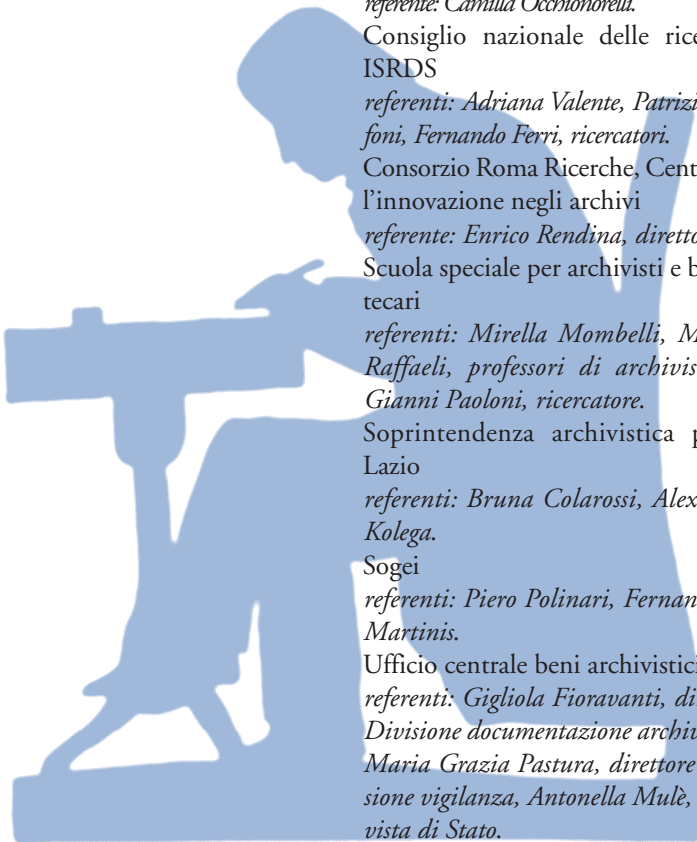 referente: Camilla Occhionorelli.
Consiglio nazionale delle rice
ISRDS
referenti: Adriana Valente, Patrizi
foni, Fernando Ferri, ricercatori.
Consorzio Roma Ricerche, Cent
l’innovazione negli archivi
referente: Enrico Rendina, diretto
Scuola speciale per archivisti e b
tecari
referenti: Mirella Mombelli, M
Raffaeli, professori di archivis
Gianni Paoloni, ricercatore.
Soprintendenza archivistica p
Lazio
referenti: Bruna Colarossi, Alex
Kolega.
Sogei
referenti: Piero Polinari, Fernan
Martinis.
Ufficio centrale beni archivistici
referenti: Gigliola Fioravanti, di
Divisione documentazione archiv
Maria Grazia Pastura, direttore
sione vigilanza, Antonella Mulè,
vista di Stato.